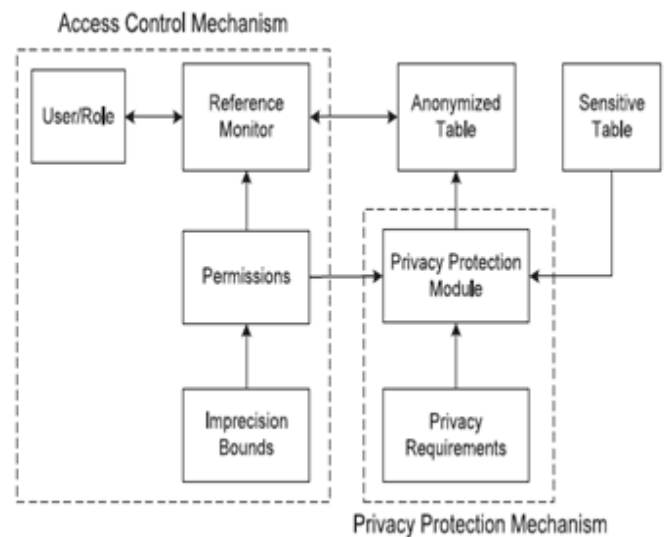 Access Control Mechanism
User/Role
Reference
Monitor
Anonymized
Table
Sensitive
Table
Permissions
Privacy Protection
Module
Imprecision
Bounds
Privacy
Requirements
Privacy Protection Mechanism